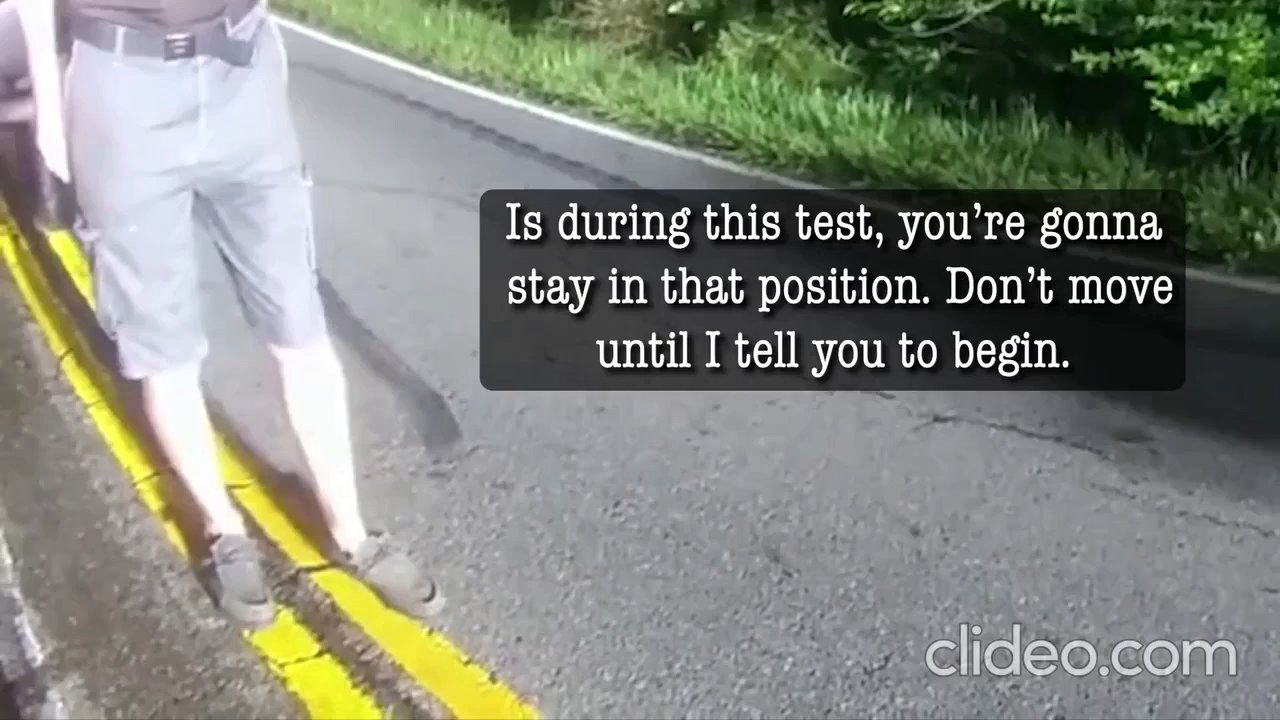 Is during this test, you’re gonna
stay in that position. Don’t move
until I tell you to begin.
clideo.com